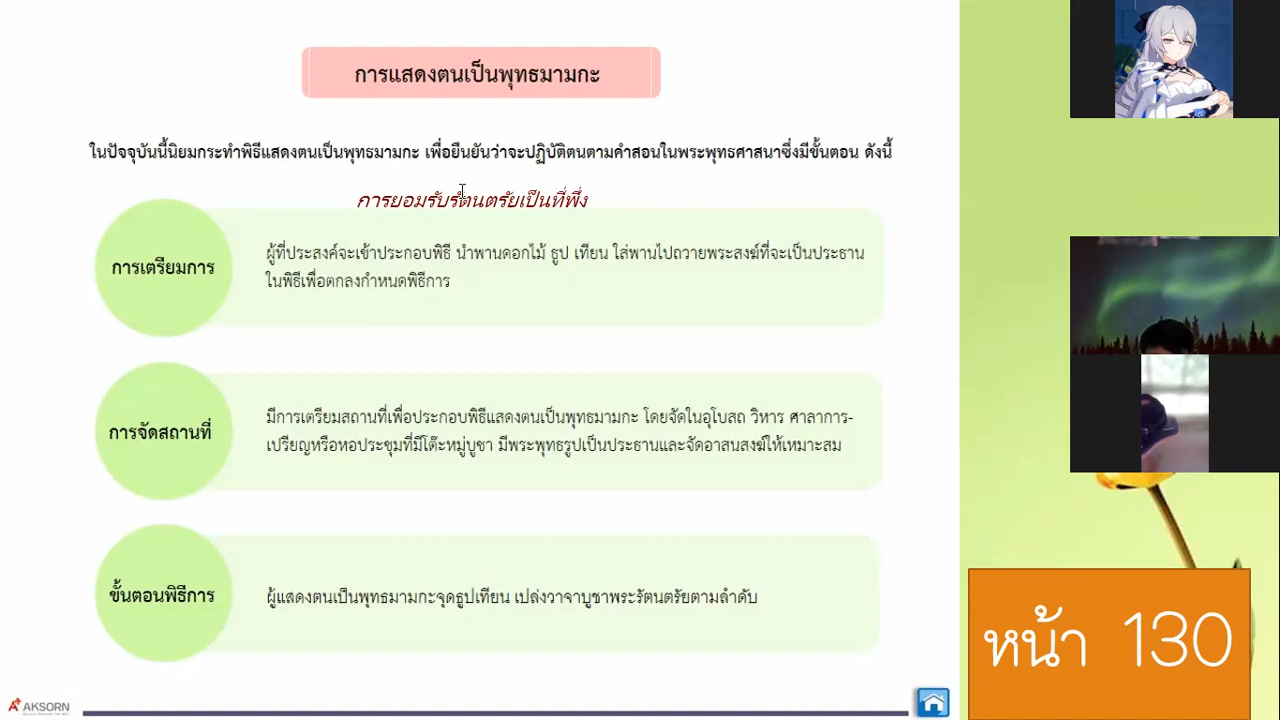 การแสดงตนเป็นพุทธมามกะ
ในปัจจุบันนี้นิยมกระทำพิธีแสดงตนเป็นพุทธมามกะ เพื่อยืนยันว่าจะปฏิบัติตนตามคำสอนในพระพุทธศาสนาซึ่งมีขั้นตอน ดังนี้
การยอมรับรัตนตรัยเป็นที่พึ่ง
การเตรียมการ
ผู้ที่ประสงค์จะเข้าประกอบพิธี นำพานดอกไม้ ธูป เทียน ใส่พานไปถวายพระสงฆ์ที่จะเป็นประธาน
ในพิธีเพื่อตกลงกำหนดพิธีการ
การจัดสถานที่
มีการเตรียมสถานที่เพื่อประกอบพิธีแสดงตนเป็นพุทธมามกะ โดยจัดในอุโบสถ วิหาร ศาลาการ-
เปรียญหรือหอประชุมที่มีโต๊ะหมู่บูชา มีพระพุทธรูปเป็นประธานและจัดอาสนสงฆ์ให้เหมาะสม
ขั้นตอนพิธีการ
ผู้แสดงตนเป็นพุทธมามกะจุดธูปเทียน เปล่งวาจาบูชาพระรัตนตรัยตามลำดับ
หน้า 130
AKSORN